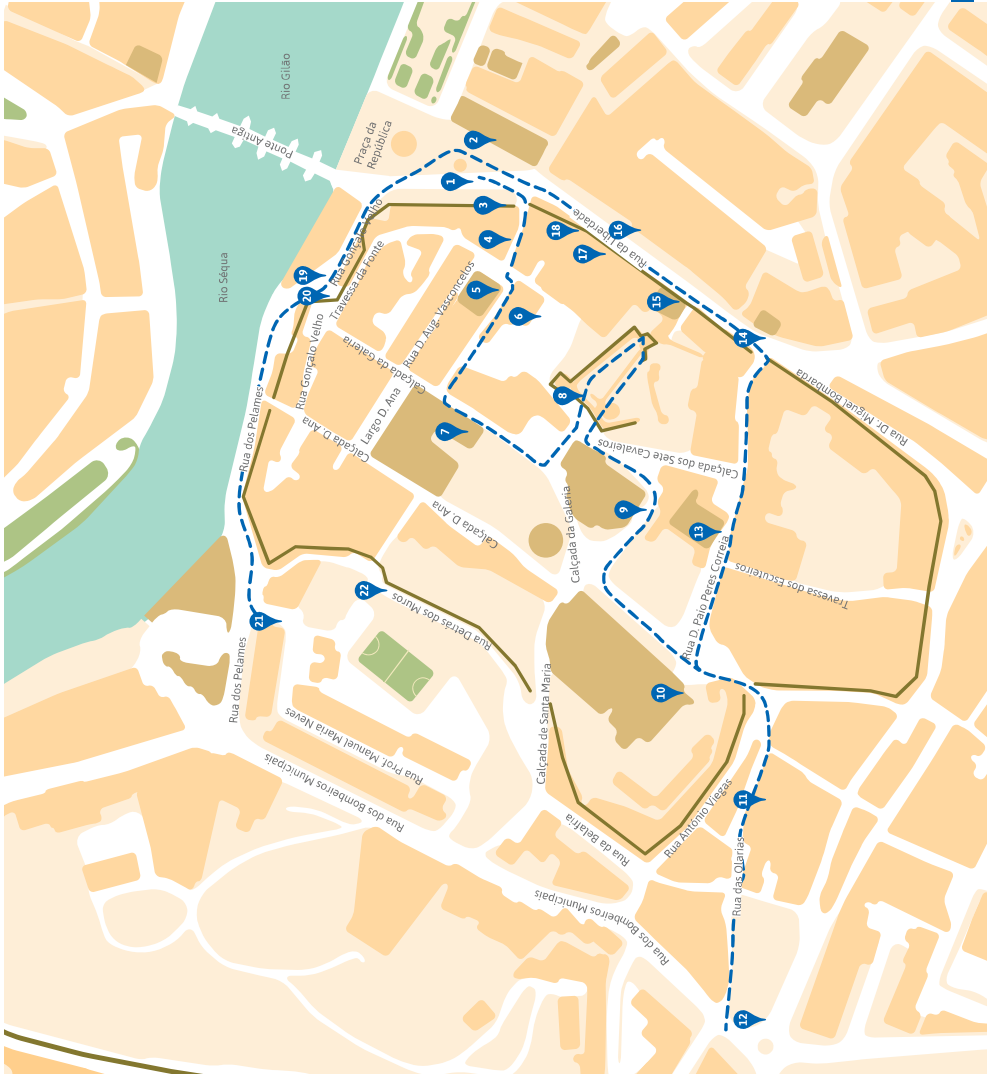 Rio Gilão
Ponte Antiga
Praça da
República
2
1
3
18
16
Rua da Liberdade
4
17
Rio Séqua
Rua Gonçalo Velho
19
Travessa da Fonte
20
5
15
6
Rua D. Aug. Vasconcelos
14
Rua Gonçalo Velho
Calçada da Galeria
8
Rua Dr. Miguel Bombarda
Largo D. Ana
7
Calçada D. Ana
Rua dos Pelames
Calçada dos Sete Cavaleiros
9
Calçada D. Ana
Calçada da Galeria
13
Travessa dos Escuteiros
22
Rua Detrás dos Muros
21
Rua D. Paio Peres Correia
Rua dos Pelames
10
Calçada de Santa Maria
Rua Prof. Manuel Maria Neves
Rua dos Bombeiros Municipais
11
Rua António Viegas
Rua da Belafria
Rua das Olarias
Rua dos Bombeiros Municipais
Rua dos Bombeiros
12